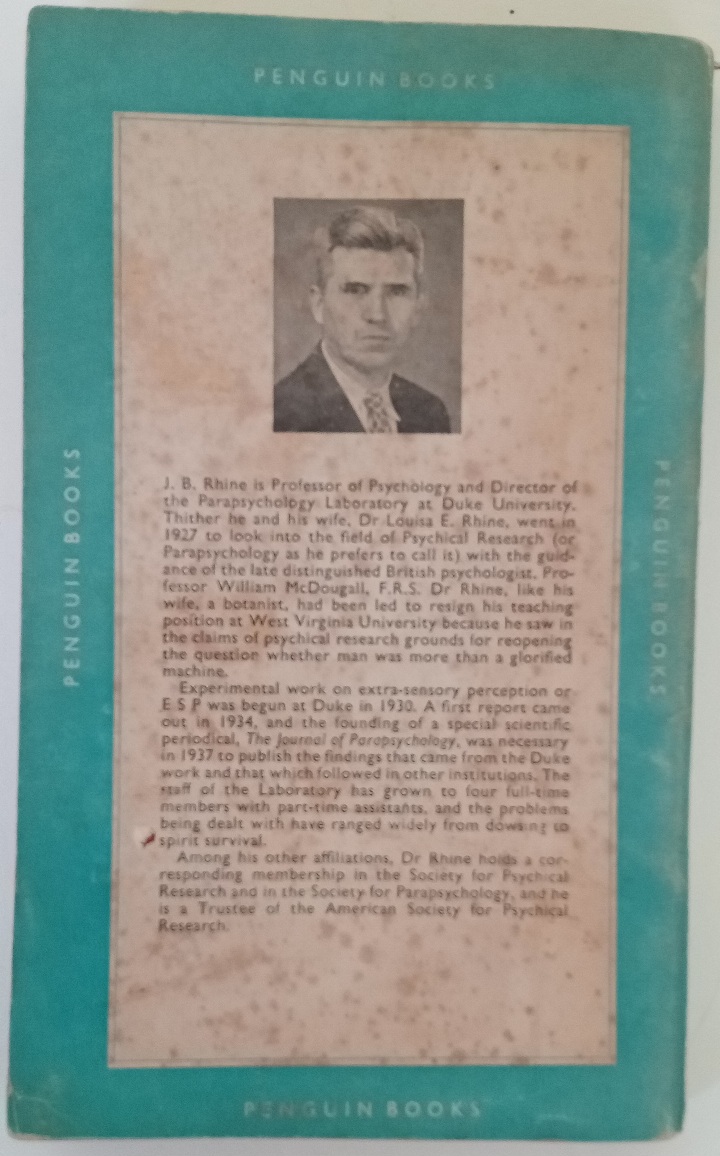 PENGUIN BOOKS
PENGUIN BOOKS
PENGUIN BOOKS
J. B. Rhine is Professor of Psychology and Director of
the Parapsychology Laboratory at Duke University.
Thither he and his wife, Dr Louisa E. Rhine, went in
1927 to look into the field of Psychical Research (or
Parapsychology as he prefers to call it) with the guid-
ance of the late distinguished British psychologist, Pro-
fessor William McDougall, F.R.S. Dr Rhine, like his
wife, a botanist, had been led to resign his teaching
position at West Virginia University because he saw in
the claims of psychical research grounds for reopening
the question whether man was more than a glorified
machine.
Experimental work on extra-sensory perception or
E S P was begun at Duke in 1930. A first report came
out in 1934, and the founding of a special scientific
periodical, The Journal of Parapsychology, was necessary
in 1937 to publish the findings that came from the Duke
work and that which followed in other institutions. The
staff of the Laboratory has grown to four full-time
members with part-time assistants, and the problems
being dealt with have ranged widely from dowsing to
spirit survival.
Among his other affiliations, Dr Rhine holds a cor-
responding membership in the Society for Psychical
Research and in the Society for Parapsychology, and he
is a Trustee of the American Society for Psychical
Research.
PENGUIN BOOKS